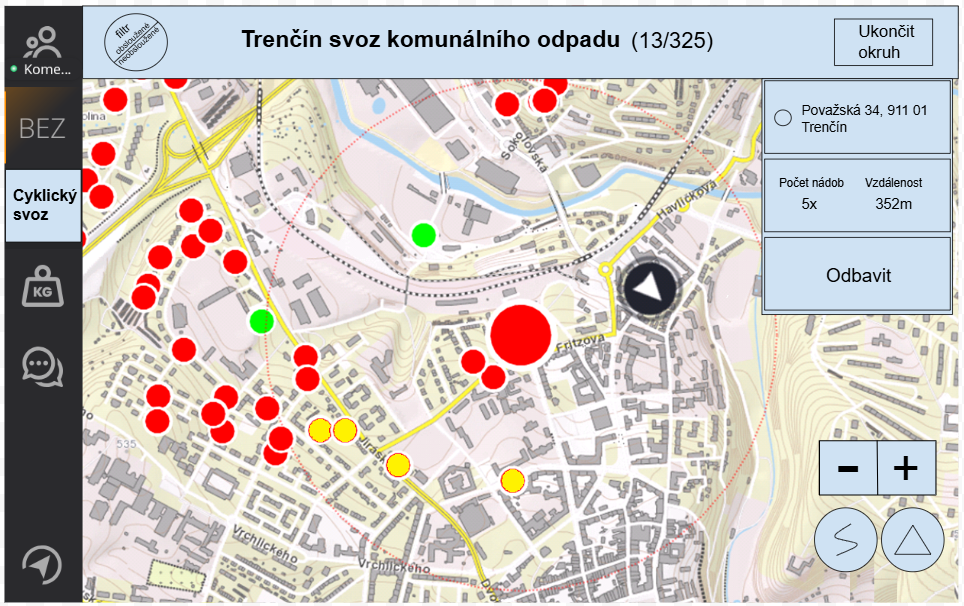 Kome...
BEZ
Cyklický
svoz
KG
filtr
obsloužené
neobsloužené
Trenčín svoz komunálního odpadu (13/325)
Ukončit
okruh
Považská 34, 911 01
Trenčín
Počet nádob Vzdálenost
5x 352m
Odbavit
Sokolovská
Havlíčkova
Fritzova
535
Vrchlického
Vrchlického
- +